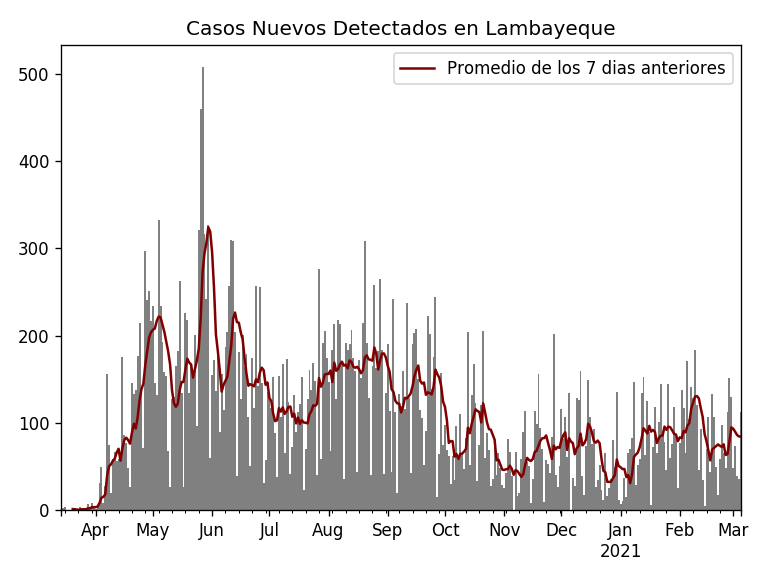 Casos Nuevos Detectados en Lambayeque
Promedio de los 7 dias anteriores
500
400
300
200
100
0
Apr May Jun Jul Aug Sep Oct Nov Dec Jan Feb Mar
2021